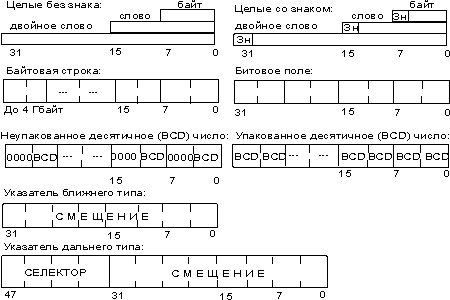 Целые без знака: байт
слово
двойное слово
31 15 7 0
Целые со знаком: байт
слово Зн
двойное слово Зн
Зн
31 15 7 0
Байтовая строка:
--- ---
До 4 Гбайт 15 7 0
Битовое поле:
31 15 7 0
Неупакованное десятичное (BCD) число:
0000 BCD --- --- 0000 BCD 0000 BCD
15 7 0
Упакованное десятичное (BCD) число:
BCD BCD --- --- BCD BCD BCD BCD
15 7 0
Указатель ближнего типа:
СМЕЩЕНИЕ
31 15 7 0
Указатель дальнего типа:
СЕЛЕКТОР СМЕЩЕНИЕ
47 31 15 7 0